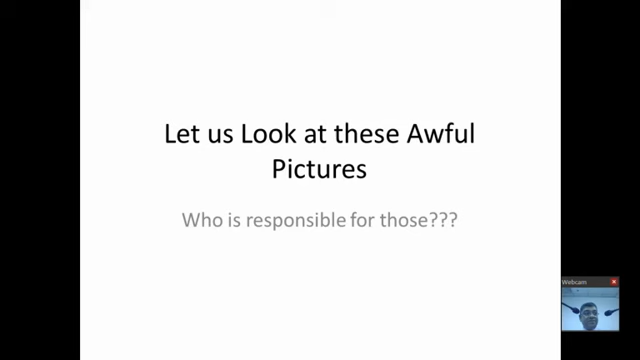 Let us Look at these Awful
Pictures
Who is responsible for those???
Webcam